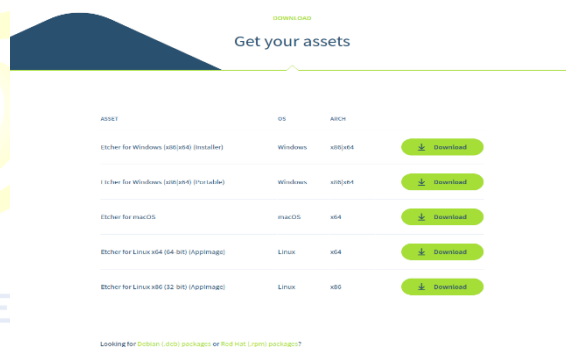 DOWNLOAD
Get your assets
ASSET OS ARCH
Etcher for Windows (x86|x64) (Installer) Windows x86|x64 Download
Etcher for Windows (x86|x64) (Portable) Windows x86|x64 Download
Etcher for macOS macOS x64 Download
Etcher for Linux x64 (64-bit) (AppImage) Linux x64 Download
Etcher for Linux x86 (32 bit) (AppImage) Linux x86 Download
Looking for Debian (.deb) packages or Red Hat (.rpm) packages?